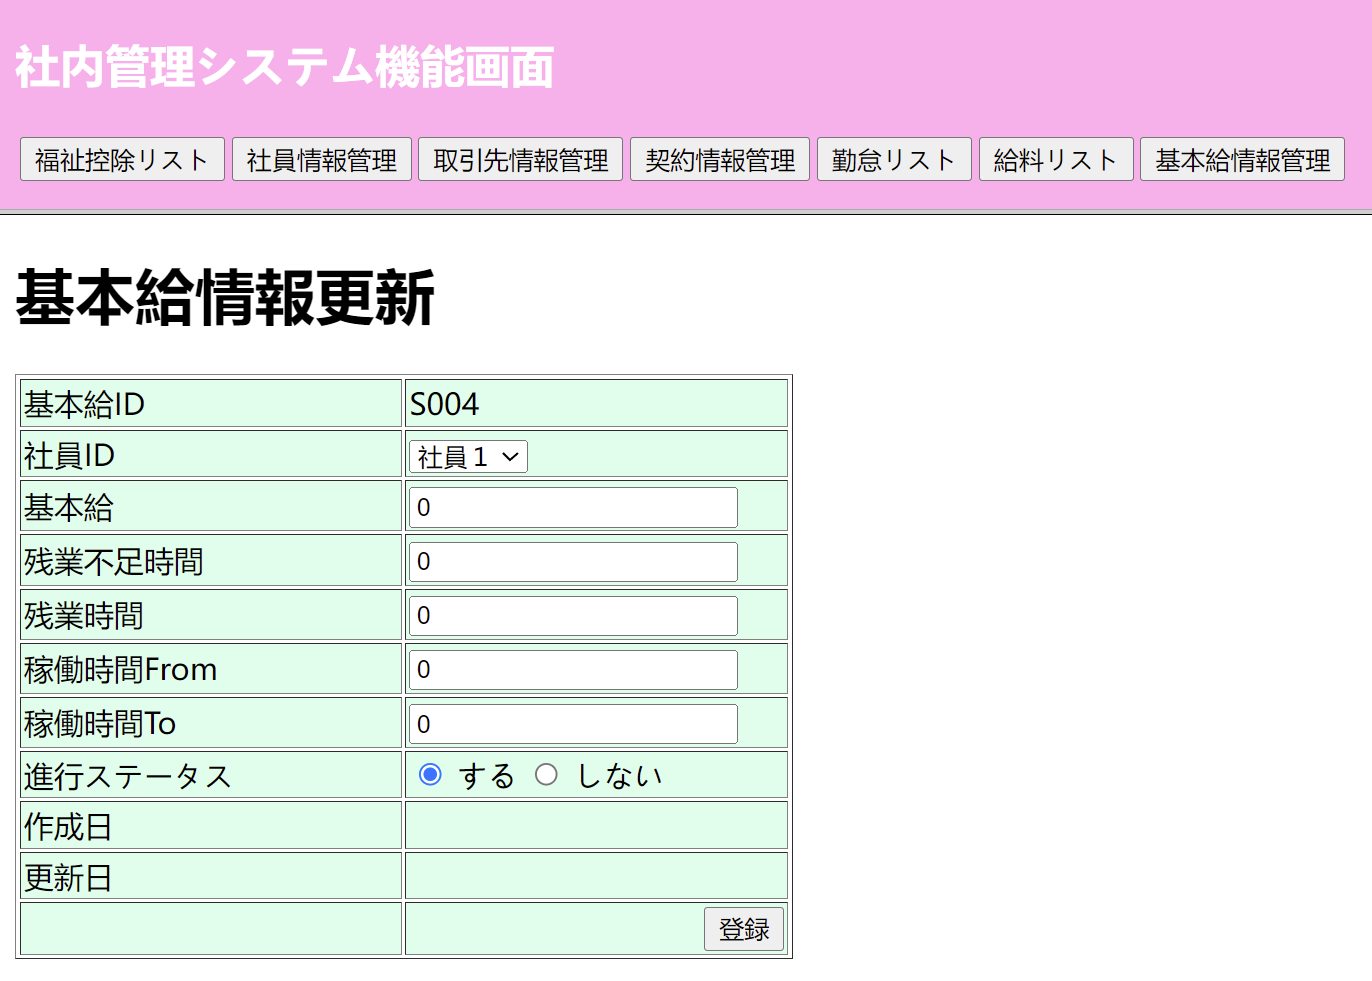 社内管理システム機能画面
福祉控除リスト 社員情報管理 取引先情報管理 契約情報管理 勤怠リスト 給料リスト 基本給情報管理
基本給情報更新
基本給ID S004
社員ID 社員１
基本給 0
残業不足時間 0
残業時間 0
稼働時間From 0
稼働時間To 0
進行ステータス する しない
作成日
更新日
登録